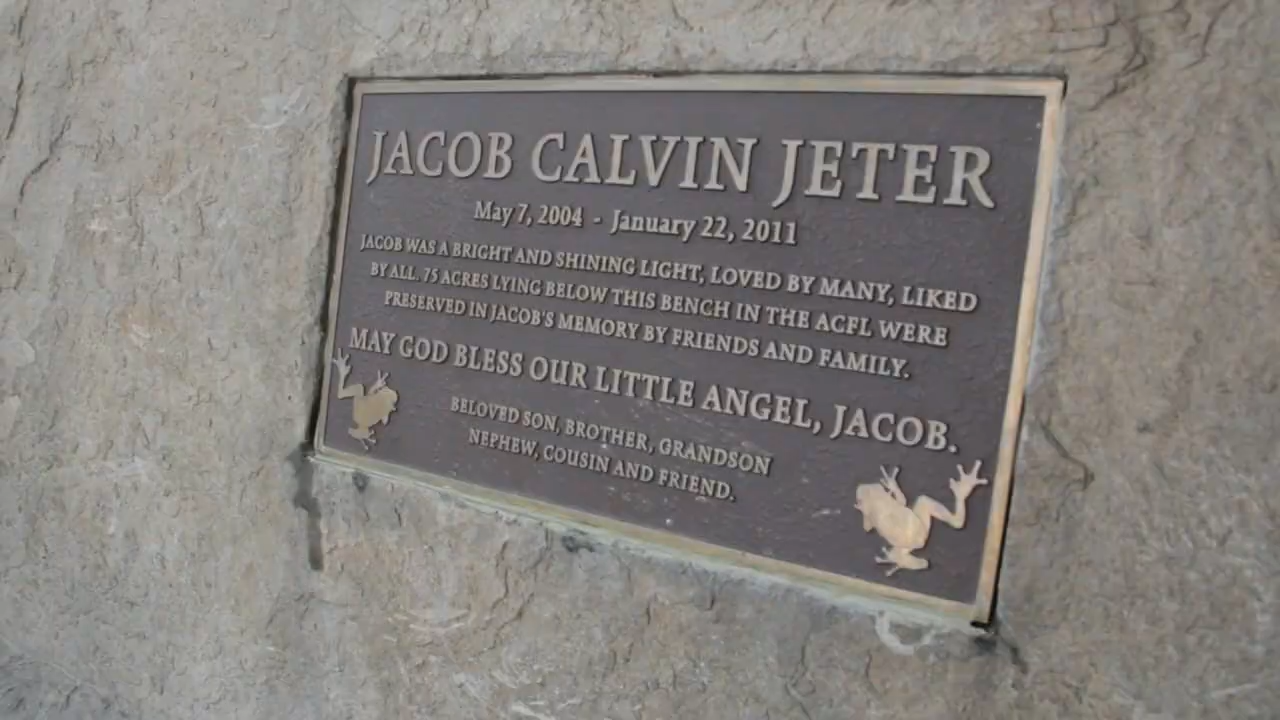 JACOB CALVIN JETER
May 7, 2004 - January 22, 2011
JACOB WAS A BRIGHT AND SHINING LIGHT, LOVED BY MANY, LIKED
BY ALL. 75 ACRES LYING BELOW THIS BENCH IN THE ACFL WERE
PRESERVED IN JACOB'S MEMORY BY FRIENDS AND FAMILY.
MAY GOD BLESS OUR LITTLE ANGEL, JACOB.
BELOVED SON, BROTHER, GRANDSON
NEPHEW, COUSIN AND FRIEND.